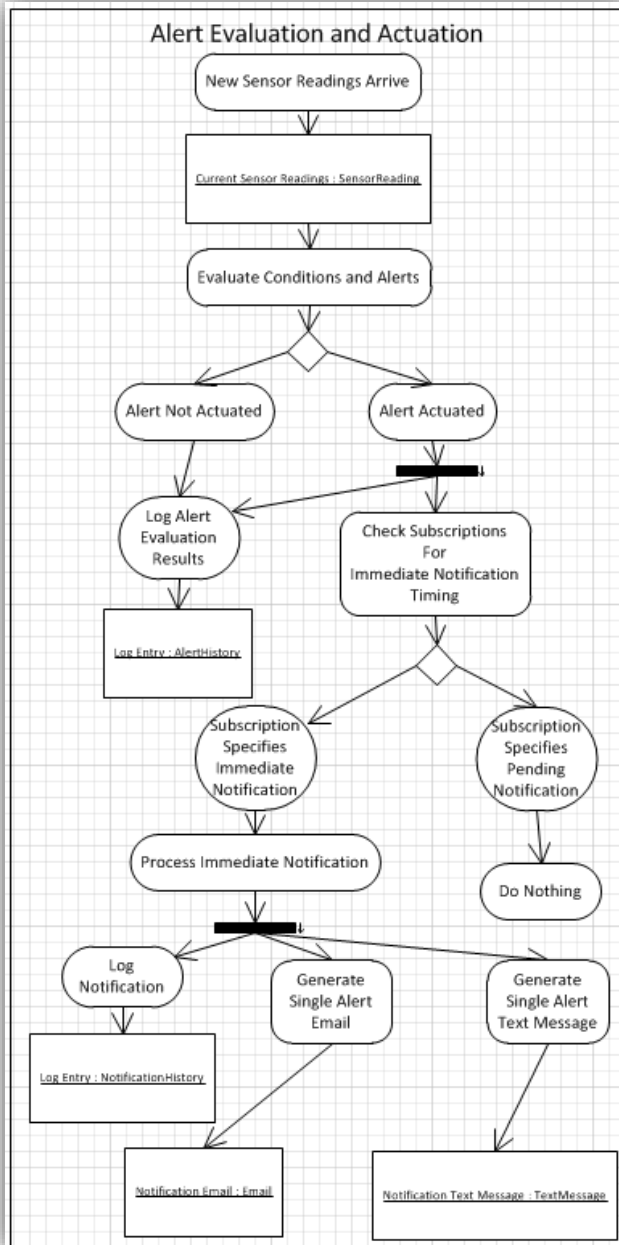 Alert Evaluation and Actuation
New Sensor Readings Arrive
Current Sensor Readings : SensorReading
Evaluate Conditions and Alerts
Alert Not Actuated
Alert Actuated
Log Alert
Evaluation
Results
Check Subscriptions
For
Immediate Notification
Timing
Log Entry : AlertHistory
Subscription
Specifies
Immediate
Notification
Subscription
Specifies
Pending
Notification
Process Immediate Notification
Do Nothing
Log
Notification
Generate
Single Alert
Email
Generate
Single Alert
Text Message
Log Entry : NotificationHistory
Notification Email : Email
Notification Text Message : TextMessage